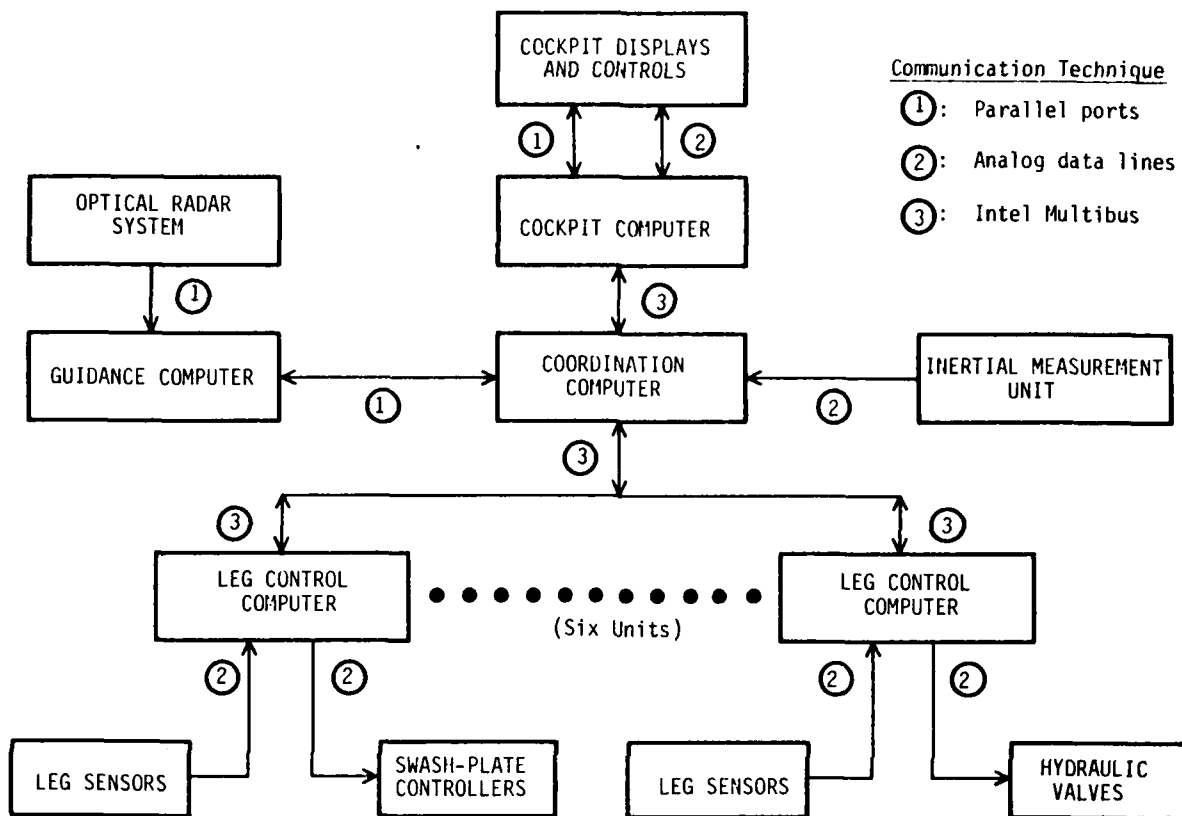 COCKPIT DISPLAYS
AND CONTROLS
Communication Technique
①: Parallel ports
②: Analog data lines
③: Intel Multibus
①
②
OPTICAL RADAR
SYSTEM
COCKPIT COMPUTER
①
③
GUIDANCE COMPUTER
COORDINATION
COMPUTER
INERTIAL MEASUREMENT
UNIT
①
②
③
③
③
LEG CONTROL
COMPUTER
LEG CONTROL
COMPUTER
(Six Units)
②
②
②
②
LEG SENSORS
SWASH-PLATE
CONTROLLERS
LEG SENSORS
HYDRAULIC
VALVES